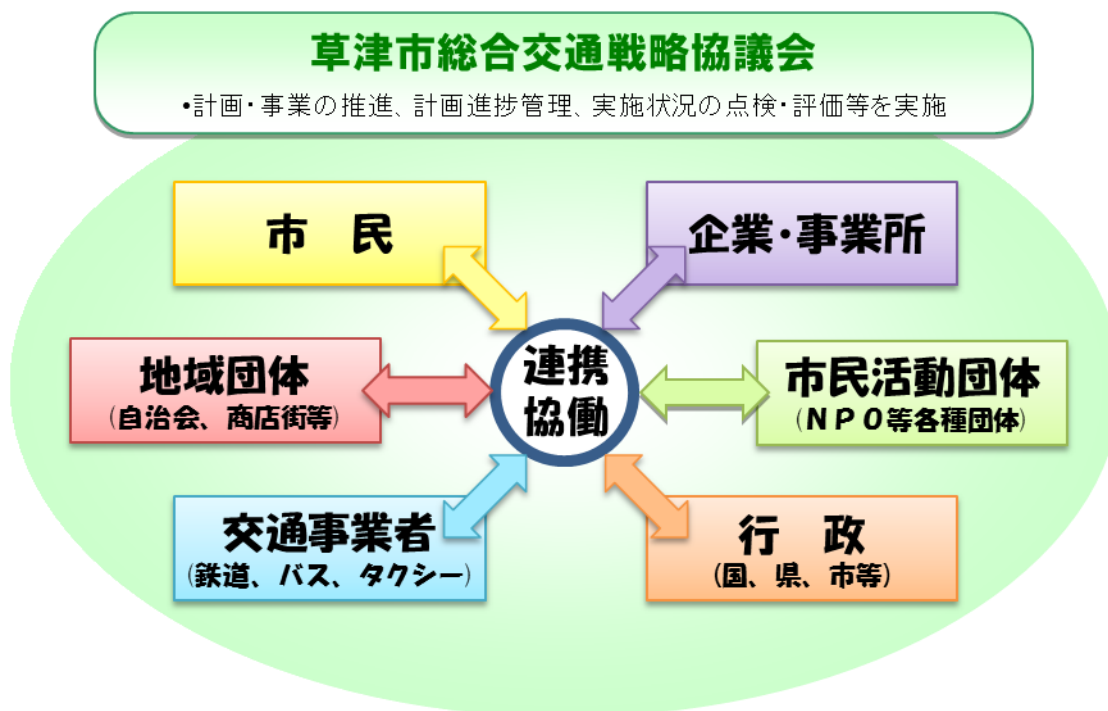 草津市総合交通戦略協議会
•計画・事業の推進、計画進捗管理、実施状況の点検・評価等を実施
市　民
企業・事業所
地域団体
(自治会、商店街等)
連携
協働
市民活動団体
(ＮＰＯ等各種団体)
交通事業者
(鉄道、バス、タクシー)
行　政
(国、県、市等)